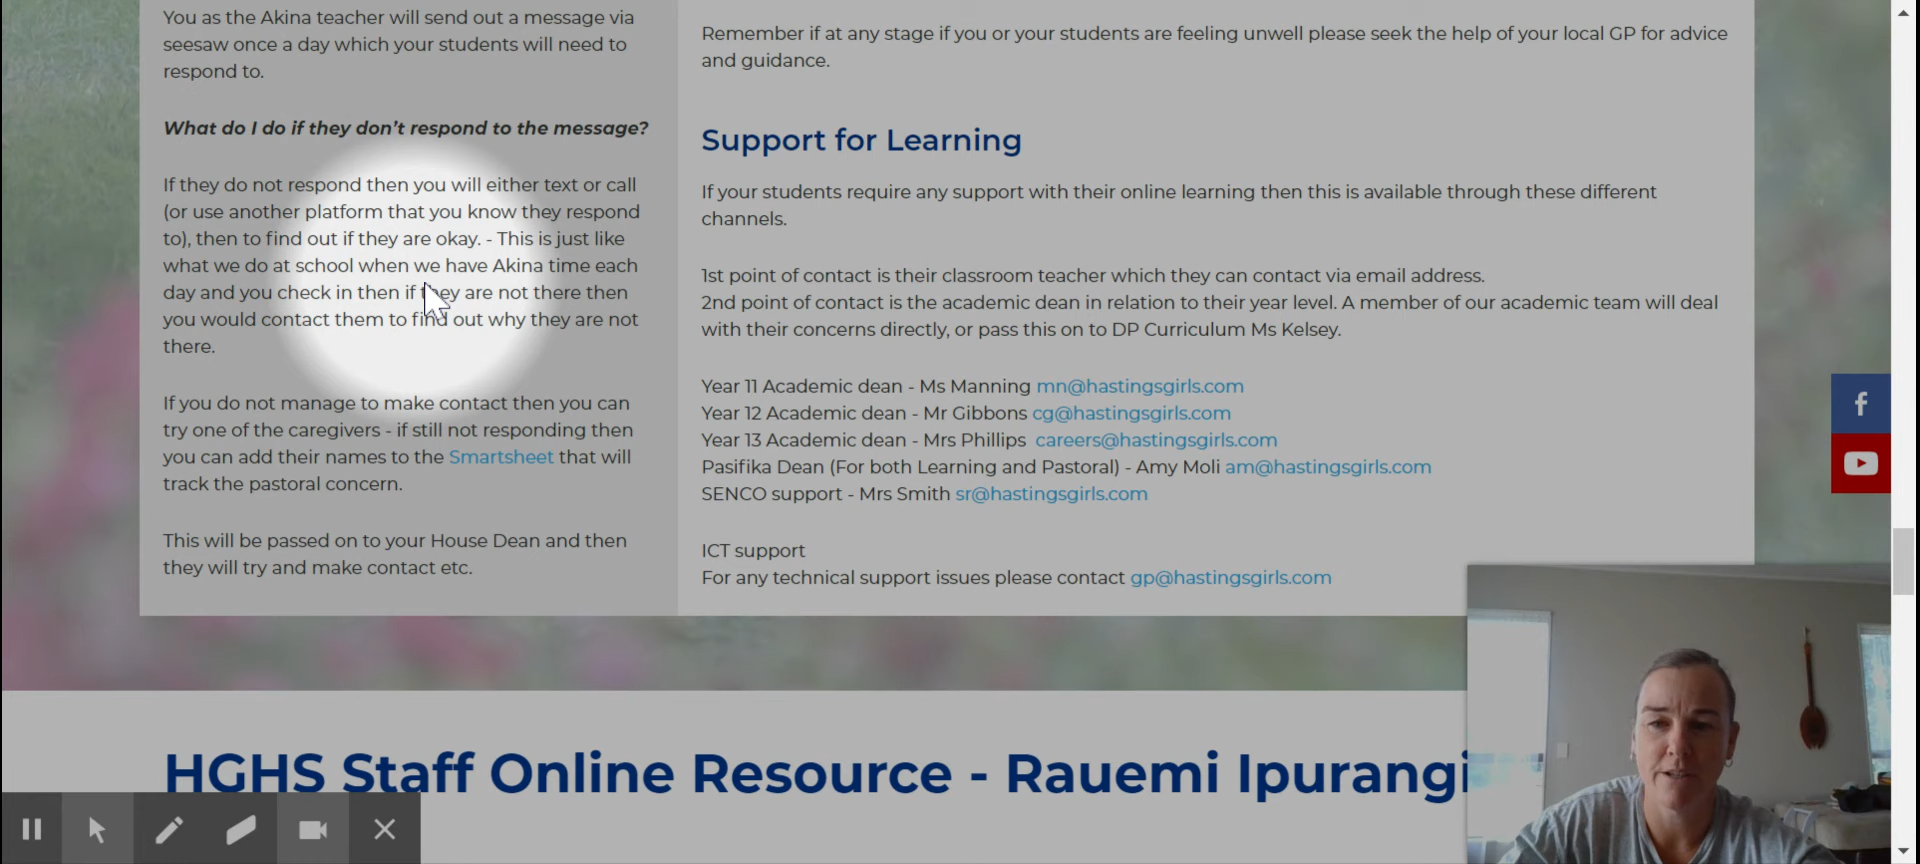 You as the Akina teacher will send out a message via
seesaw once a day which your students will need to
respond to.
What do I do if they don't respond to the message?
If they do not respond then you will either text or call
(or use another platform that you know they respond
to), then to find out if they are okay. - This is just like
what we do at school when we have Akina time each
day and you check in then if they are not there then
you would contact them to find out why they are not
there.
If you do not manage to make contact then you can
try one of the caregivers - if still not responding then
you can add their names to the Smartsheet that will
track the pastoral concern.
This will be passed on to your House Dean and then
they will try and make contact etc.
Remember if at any stage if you or your students are feeling unwell please seek the help of your local GP for advice
and guidance.
Support for Learning
If your students require any support with their online learning then this is available through these different
channels.
1st point of contact is their classroom teacher which they can contact via email address.
2nd point of contact is the academic dean in relation to their year level. A member of our academic team will deal
with their concerns directly, or pass this on to DP Curriculum Ms Kelsey.
Year 11 Academic dean - Ms Manning mn@hastingsgirls.com
Year 12 Academic dean - Mr Gibbons cg@hastingsgirls.com
Year 13 Academic dean - Mrs Phillips careers@hastingsgirls.com
Pasifika Dean (For both Learning and Pastoral) - Amy Moli am@hastingsgirls.com
SENCO support - Mrs Smith sr@hastingsgirls.com
ICT support
For any technical support issues please contact gp@hastingsgirls.com
HGHS Staff Online Resource - Rauemi Ipurangi